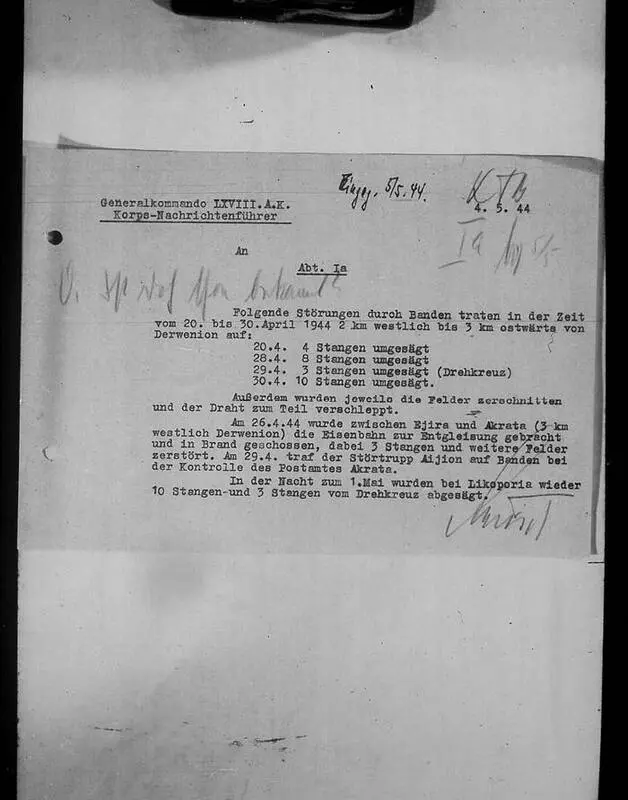 Eingeg. 5/5. 44.
KTB
Generalkommando LXVIII.A.K.
4. 5. 44
Korps-Nachrichtenführer
Ia
5/5
An
Abt. Ia
Folgende Störungen durch Banden traten in der Zeit
vom 20. bis 30.April 1944 2 km westlich bis 3 km ostwärts von
Derwenion auf:
20.4. 4 Stangen umgesägt
28.4. 8 Stangen umgesägt
29.4. 3 Stangen umgesägt (Drehkreuz)
30.4. 10 Stangen umgesägt.
Außerdem wurden jeweils die Felder zerschnitten
und der Draht zum Teil verschleppt.
Am 26.4.44 wurde zwischen Ejira und Akrata (3 km
westlich Derwenion) die Eisenbahn zur Entgleisung gebracht
und in Brand geschossen, dabei 3 Stangen und weitere Felder
zerstört. Am 29.4. traf der Störtrupp Aijion auf Banden bei
der Kontrolle des Postamtes Akrata.
In der Nacht zum 1.Mai wurden bei Likoporia wieder
10 Stangen-und 3 Stangen vom Drehkreuz abgesägt.